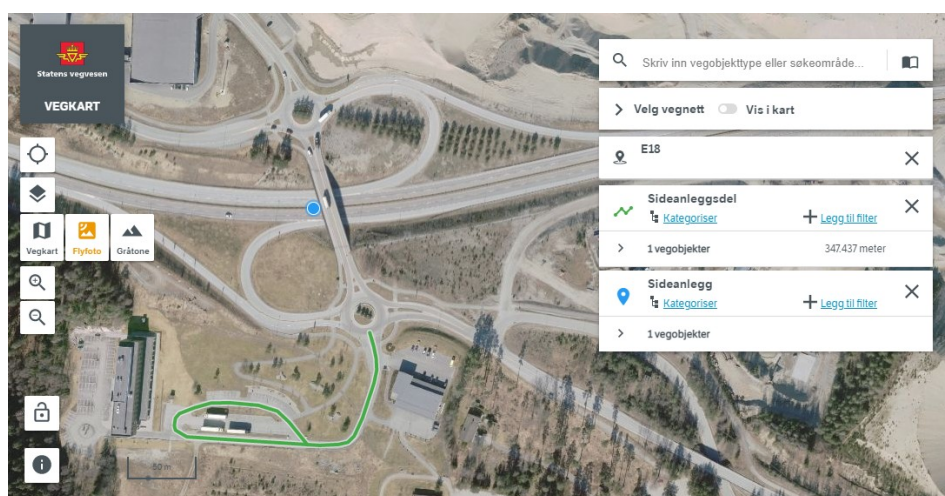 Statens vegvesen
VEGKART
Vegkart
Flyfoto
Gråtone
50 m
Skriv inn vegobjekttype eller søkeområde...
Velg vegnett Vis i kart
E18
Sideanleggsdel
Kategoriser Legg til filter
1 vegobjekter 347.437 meter
Sideanlegg
Kategoriser Legg til filter
1 vegobjekter